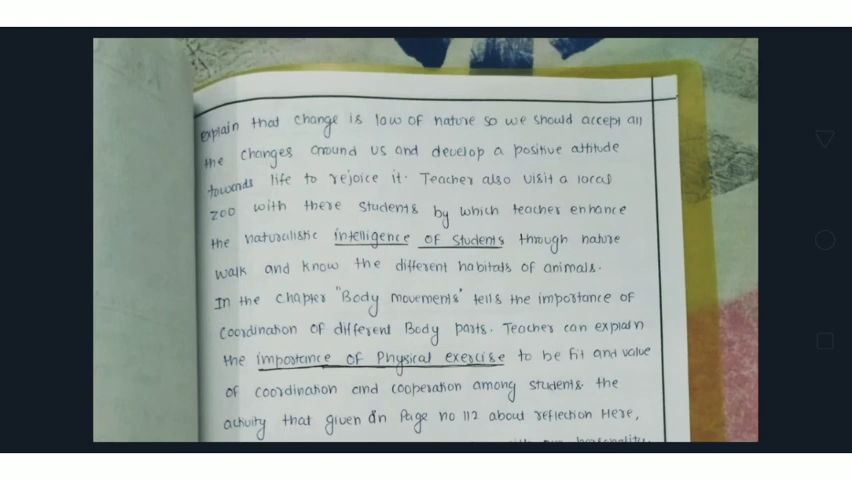 explain that change is law of nature so we should accept all
the changes around us and develop a positive attitude
towards life to rejoice it. Teacher also visit a local
zoo with there students by which teacher enhance
the naturalistic intelligence of students through nature
walk and know the different habitats of animals.
In the chapter "Body movements" tells the importance of
coordination of different Body parts. Teacher can explain
the importance of Physical exercise to be fit and value
of coordination and cooperation among students. the
activity that given in Page no 112 about reflection Here,
personality.